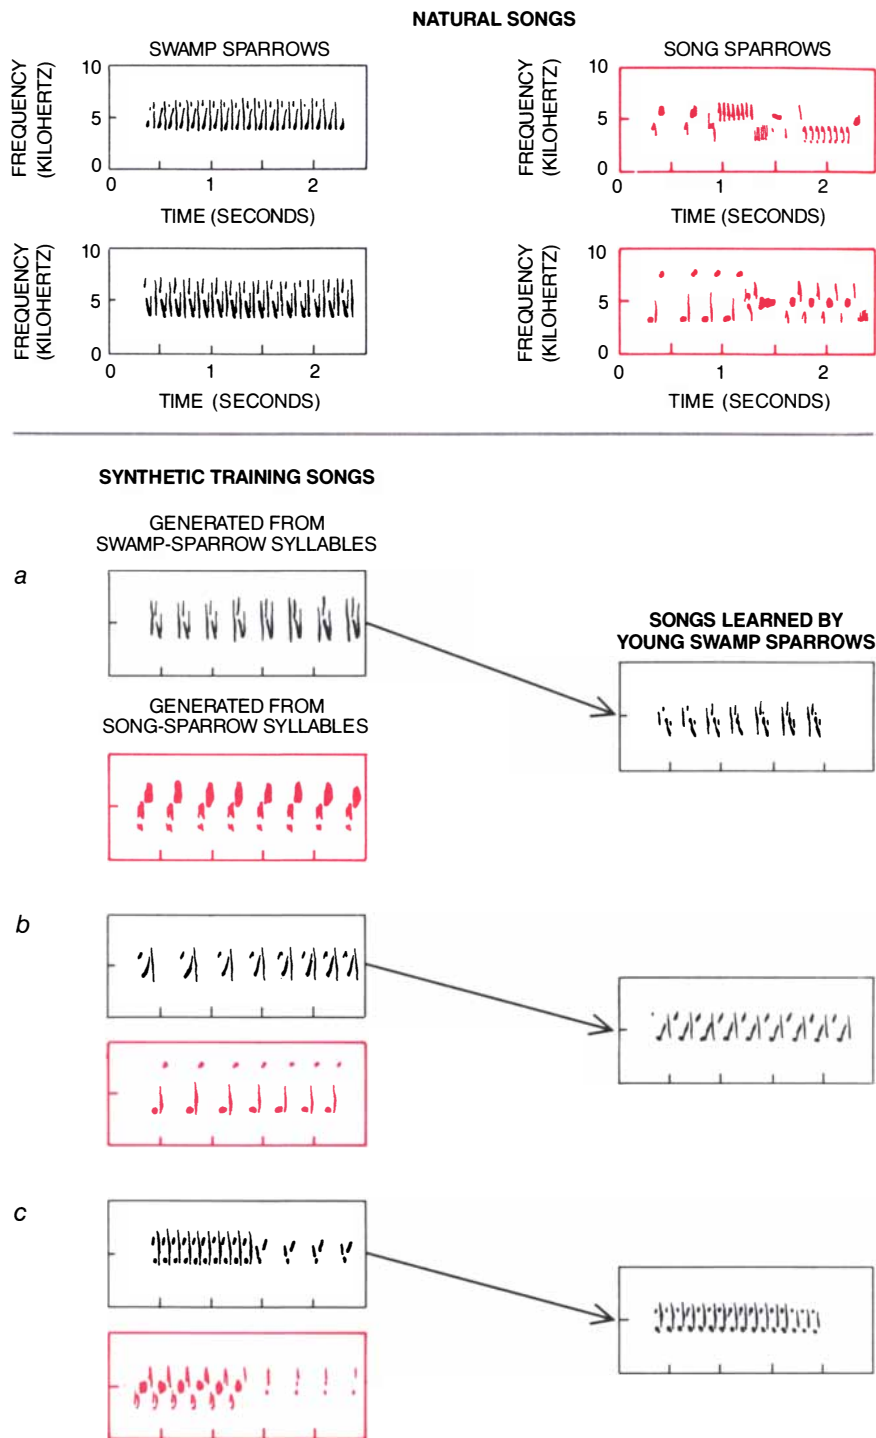 NATURAL SONGS
SWAMP SPARROWS
SONG SPARROWS
FREQUENCY
(KILOHERTZ)
10
5
0
0
1
2
TIME (SECONDS)
FREQUENCY
(KILOHERTZ)
10
5
0
0
1
2
TIME (SECONDS)
FREQUENCY
(KILOHERTZ)
10
5
0
0
1
2
TIME (SECONDS)
FREQUENCY
(KILOHERTZ)
10
5
0
0
1
2
TIME (SECONDS)
SYNTHETIC TRAINING SONGS
GENERATED FROM
SWAMP-SPARROW SYLLABLES
a
SONGS LEARNED BY
YOUNG SWAMP SPARROWS
GENERATED FROM
SONG-SPARROW SYLLABLES
b
c